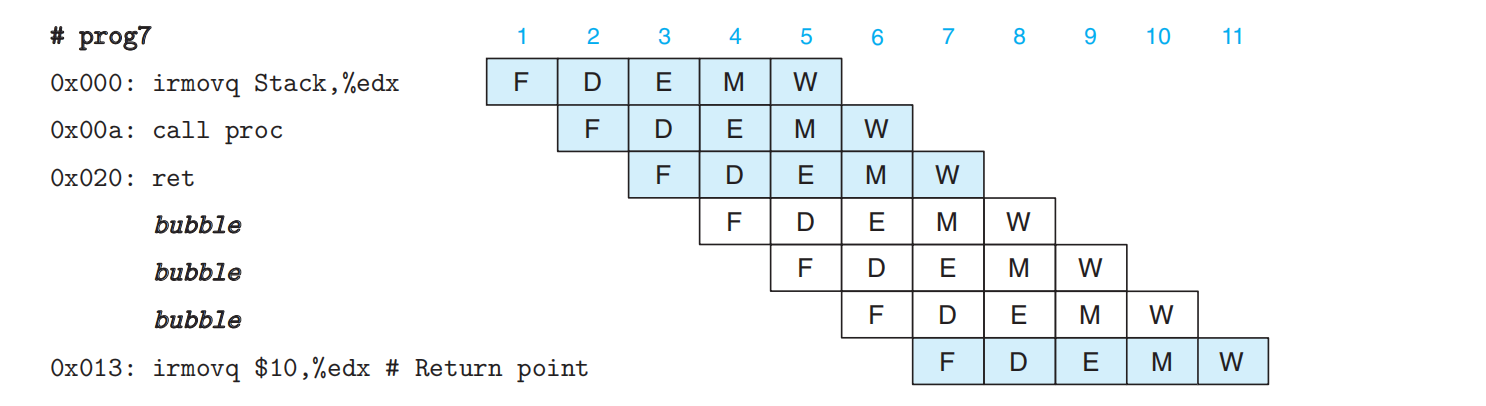 # prog7 1 2 3 4 5 6 7 8 9 10 11
0x000: irmovq Stack,%edx F D E M W
0x00a: call proc F D E M W
0x020: ret F D E M W
bubble F D E M W
bubble F D E M W
bubble F D E M W
0x013: irmovq $10,%edx # Return point F D E M W